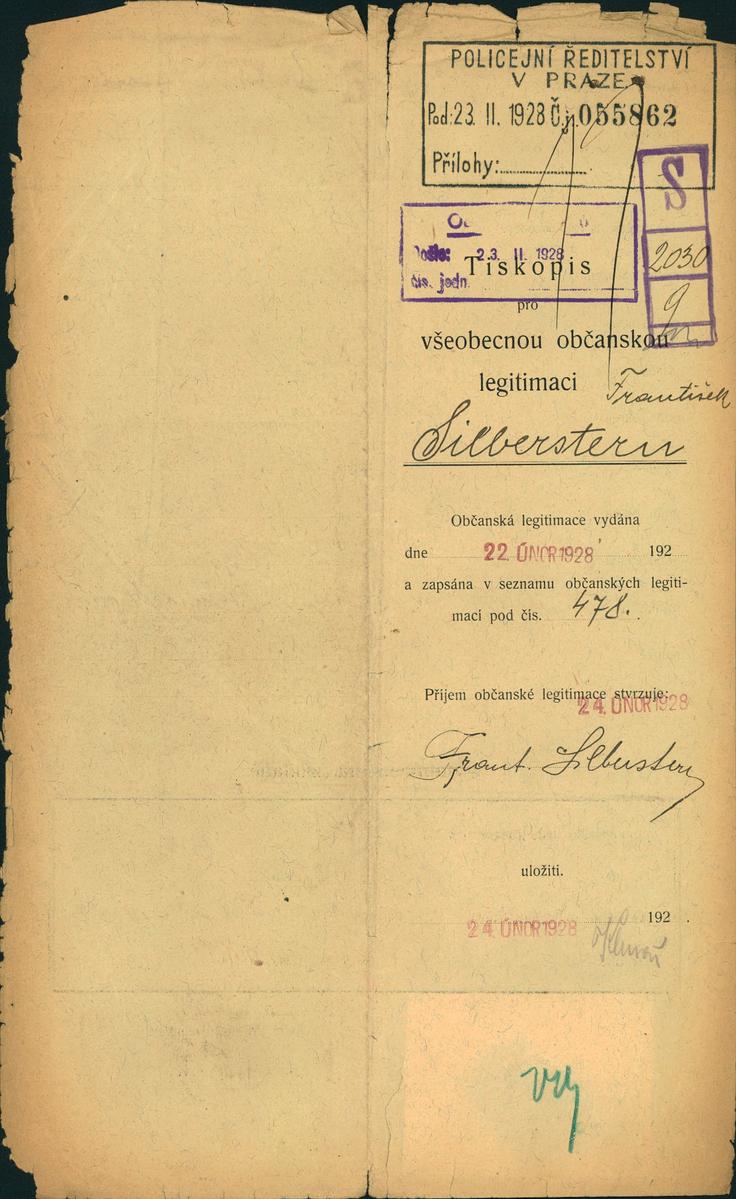 POLICEJNÍ ŘEDITELSTVÍ
V PRAZE
Pod: 23. II. 1928 Čj. 055862
Přílohy:
S
2030
9
Došlo: 23. II. 1928
čís. jedn.
Tiskopis
pro
všeobecnou občanskou
legitimaci
František
Silberstern
Občanská legitimace vydána
dne 22. ÚNOR 1928 192
a zapsána v seznamu občanských legiti-
mací pod čís. 478.
Příjem občanské legitimace stvrzuje:
24. ÚNOR 1928
Frant. Silberstern
uložiti.
24. ÚNOR 1928 192 .